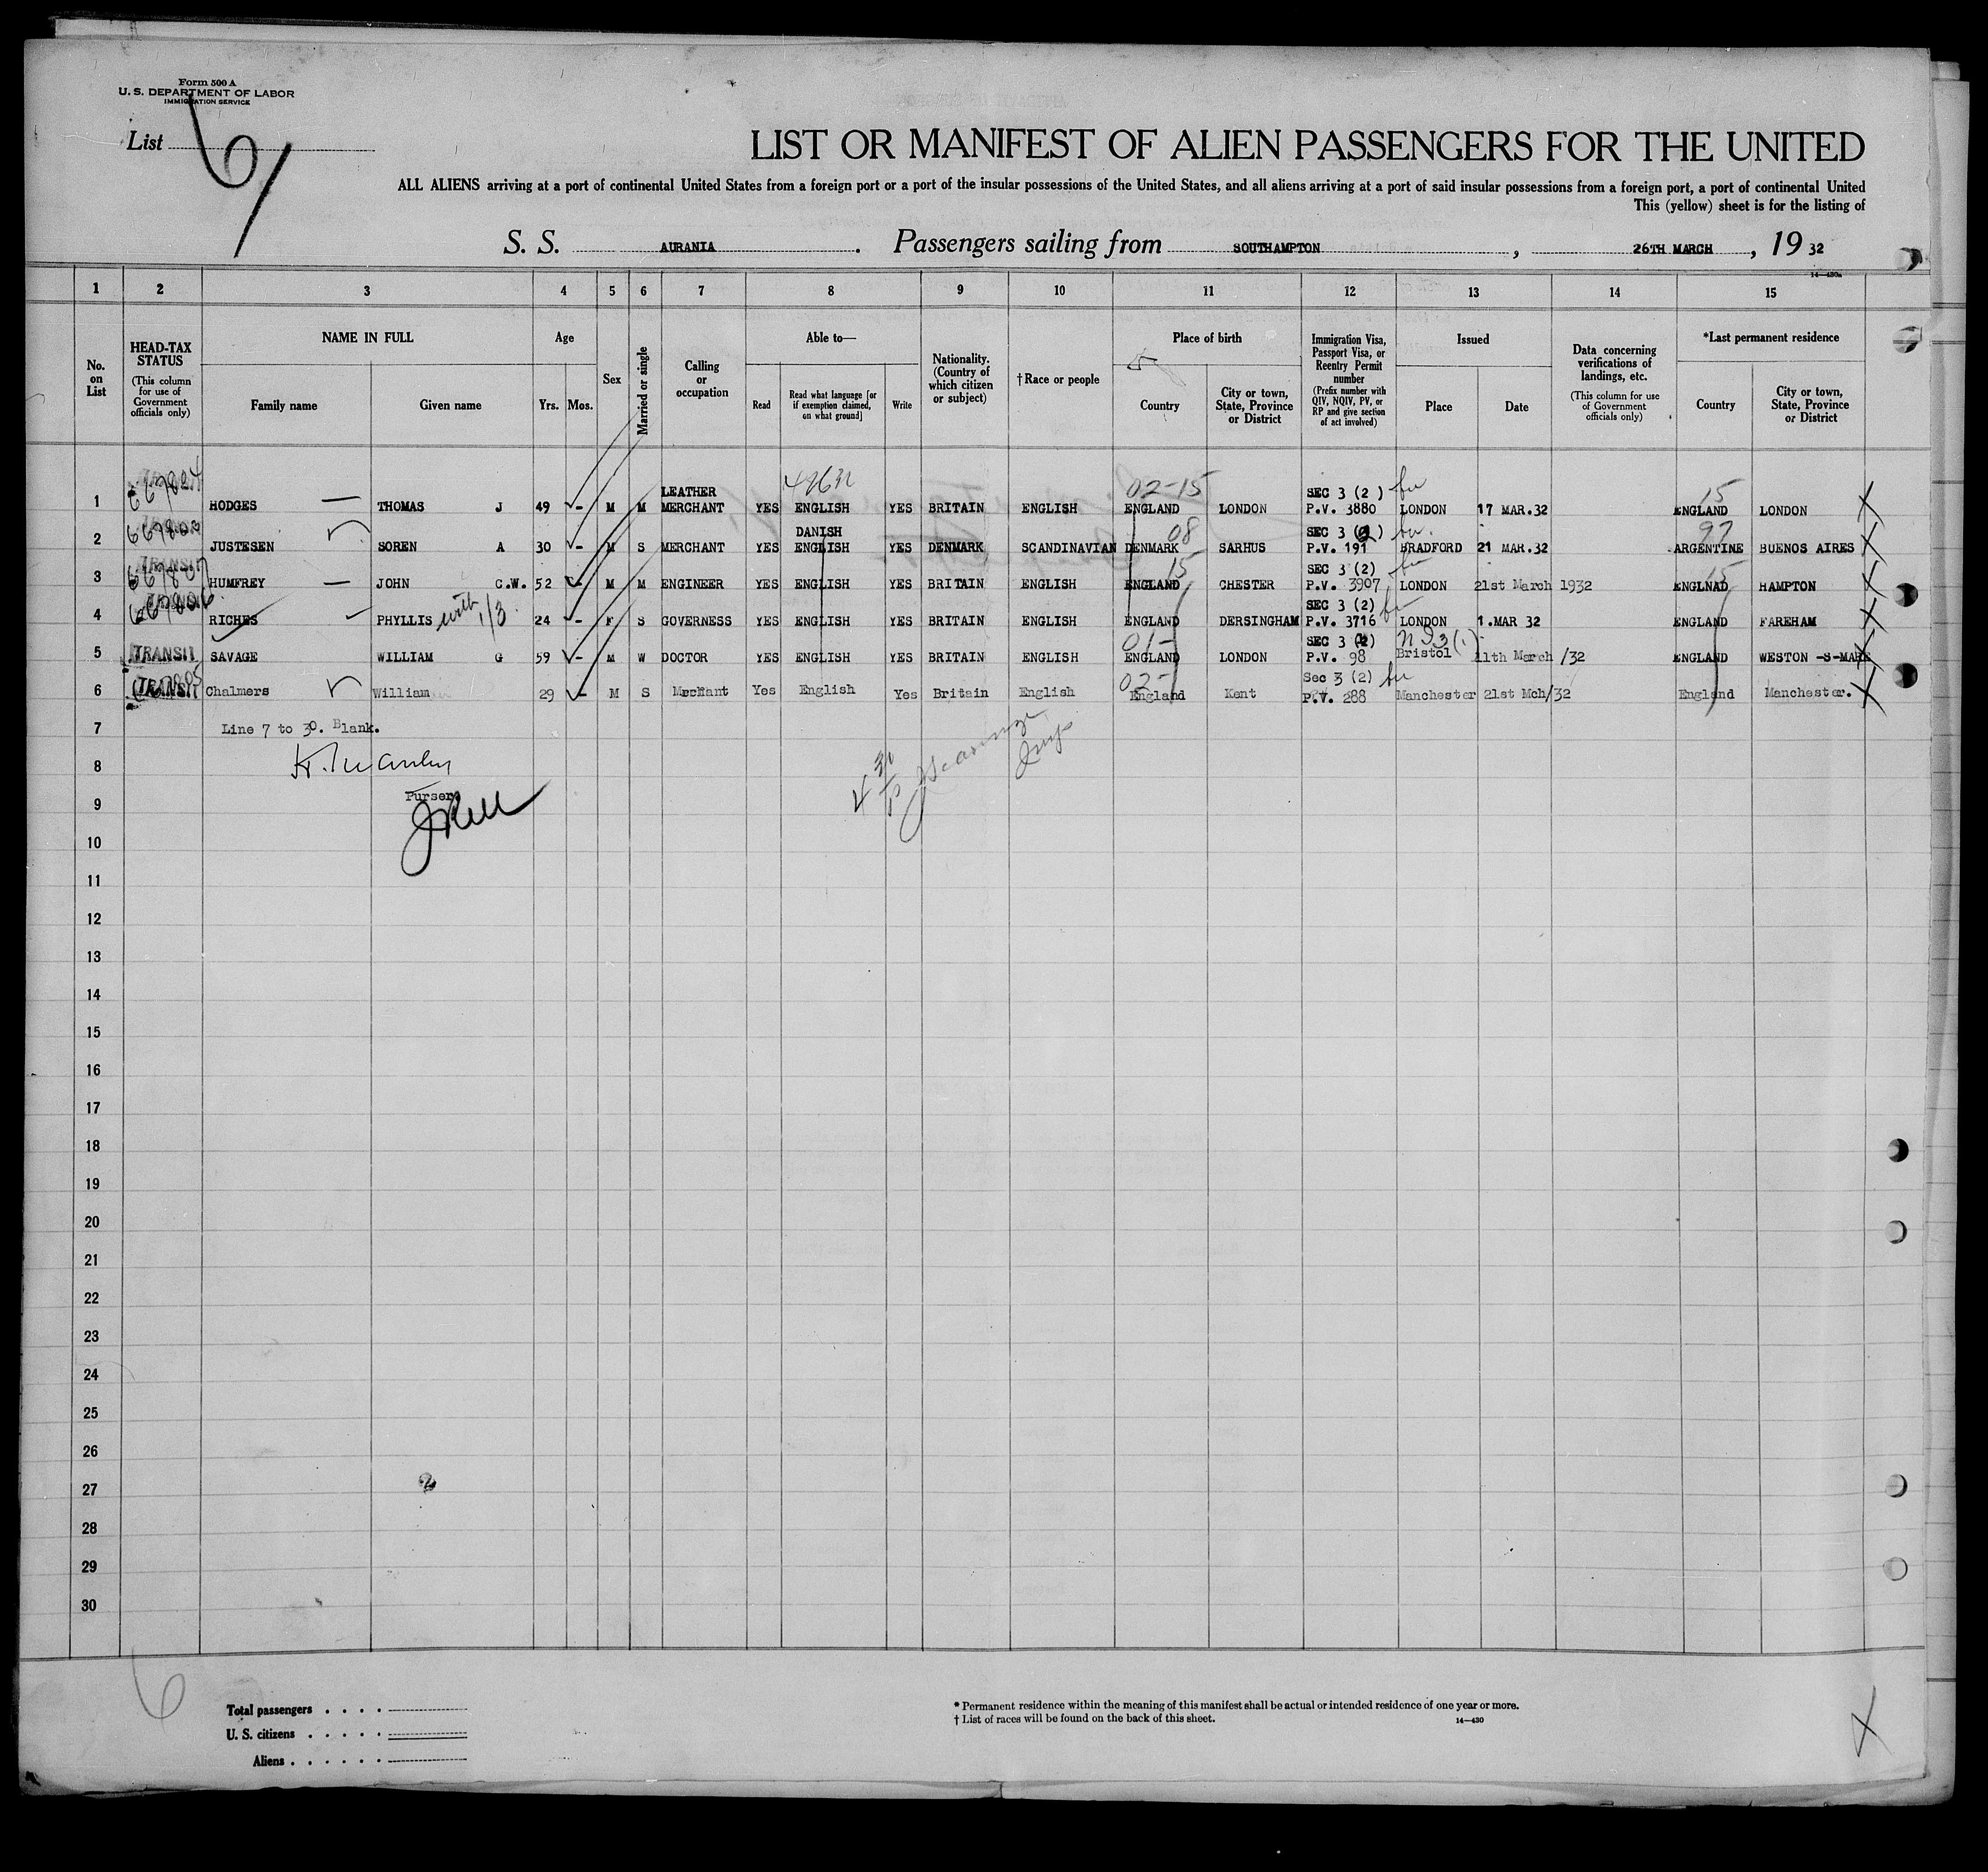 Form 500 A
U. S. DEPARTMENT OF LABOR
IMMIGRATION SERVICE
List 6
LIST OR MANIFEST OF ALIEN PASSENGERS FOR THE UNITED
ALL ALIENS arriving at a port of continental United States from a foreign port or a port of the insular possessions of the United States, and all aliens arriving at a port of said insular possessions from a foreign port, a port of continental United
This (yellow) sheet is for the listing of
S. S. AURANIA. Passengers sailing from SOUTHAMPTON, 26TH MARCH, 19 32
14—430a
1 2 3 4 5 6 7 8 9 10 11 12 13 14 15
No. on List
HEAD-TAX STATUS (This column for use of Government officials only)
NAME IN FULL
Family name
Given name
Age
Yrs. Mos.
Sex
Married or single
Calling or occupation
Able to—
Read
Read what language [or if exemption claimed, on what ground]
Write
Nationality. (Country of which citizen or subject)
†Race or people
Place of birth
Country
City or town, State, Province or District
Immigration Visa, Passport Visa, or Reentry Permit number (Prefix number with QIV, NQIV, PV, or RP and give section of act involved)
Issued
Place
Date
Data concerning verifications of landings, etc. (This column for use of Government officials only)
*Last permanent residence
Country
City or town, State, Province or District
02-15 15
LEATHER SEC 3 (2)
1 HODGES THOMAS J 49 - M M MERCHANT YES ENGLISH YES BRITAIN ENGLISH ENGLAND LONDON P.V. 3880 LONDON 17 MAR.32 ENGLAND LONDON
DANISH 08 SEC 3 (2) 97
2 JUSTESEN SOREN A 30 - M S MERCHANT YES ENGLISH YES DENMARK SCANDINAVIAN DENMARK SARHUS P.V. 191 BRADFORD 21 MAR.32 ARGENTINE BUENOS AIRES
TRANSIT 15 SEC 3 (2) 15
3 HUMFREY JOHN C.W. 52 - M M ENGINEER YES ENGLISH YES BRITAIN ENGLISH ENGLAND CHESTER P.V. 3907 LONDON 21st March 1932 ENGLNAD HAMPTON
SEC 3 (2)
4 RICHES PHYLLIS with 1/3 24 - F S GOVERNESS YES ENGLISH YES BRITAIN ENGLISH ENGLAND DERSINGHAM P.V. 3716 LONDON 1.MAR 32 ENGLAND FAREHAM
01- SEC 3 (2)
5 TRANSIT SAVAGE WILLIAM G 59 - M W DOCTOR YES ENGLISH YES BRITAIN ENGLISH ENGLAND LONDON P.V. 98 Bristol 11th March /32 ENGLAND WESTON -S-MARE
02- Sec 3 (2)
6 TRANSIT Chalmers William 29 - M S Merchant Yes English Yes Britain English England Kent P.V. 288 Manchester 21st Mch/32 England Manchester.
7 Line 7 to 30. Blank.
8
Purser.
9
10
11
12
13
14
15
16
17
18
19
20
21
22
23
24
25
26
27
28
29
30
6
Total passengers . . . .
U. S. citizens . . . . .
Aliens . . . . . .
* Permanent residence within the meaning of this manifest shall be actual or intended residence of one year or more.
† List of races will be found on the back of this sheet.
14—430